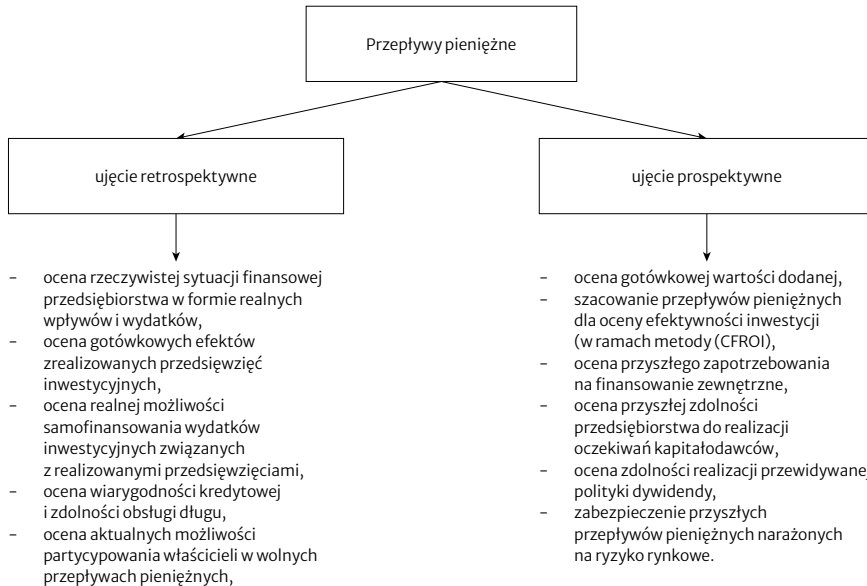 Przepływy pieniężne
ujęcie retrospektywne
ujęcie prospektywne
- ocena rzeczywistej sytuacji finansowej
przedsiębiorstwa w formie realnych
wpływów i wydatków,
- ocena gotówkowych efektów
zrealizowanych przedsięwzięć
inwestycyjnych,
- ocena realnej możliwości
samofinansowania wydatków
inwestycyjnych związanych
z realizowanymi przedsięwzięciami,
- ocena wiarygodności kredytowej
i zdolności obsługi długu,
- ocena aktualnych możliwości
partycypowania właścicieli w wolnych
przepływach pieniężnych,
- ocena gotówkowej wartości dodanej,
- szacowanie przepływów pieniężnych
dla oceny efektywności inwestycji
(w ramach metody (CFROI),
- ocena przyszłego zapotrzebowania
na finansowanie zewnętrzne,
- ocena przyszłej zdolności
przedsiębiorstwa do realizacji
oczekiwań kapitałodawców,
- ocena zdolności realizacji przewidywanej
polityki dywidendy,
- zabezpieczenie przyszłych
przepływów pieniężnych narażonych
na ryzyko rynkowe.